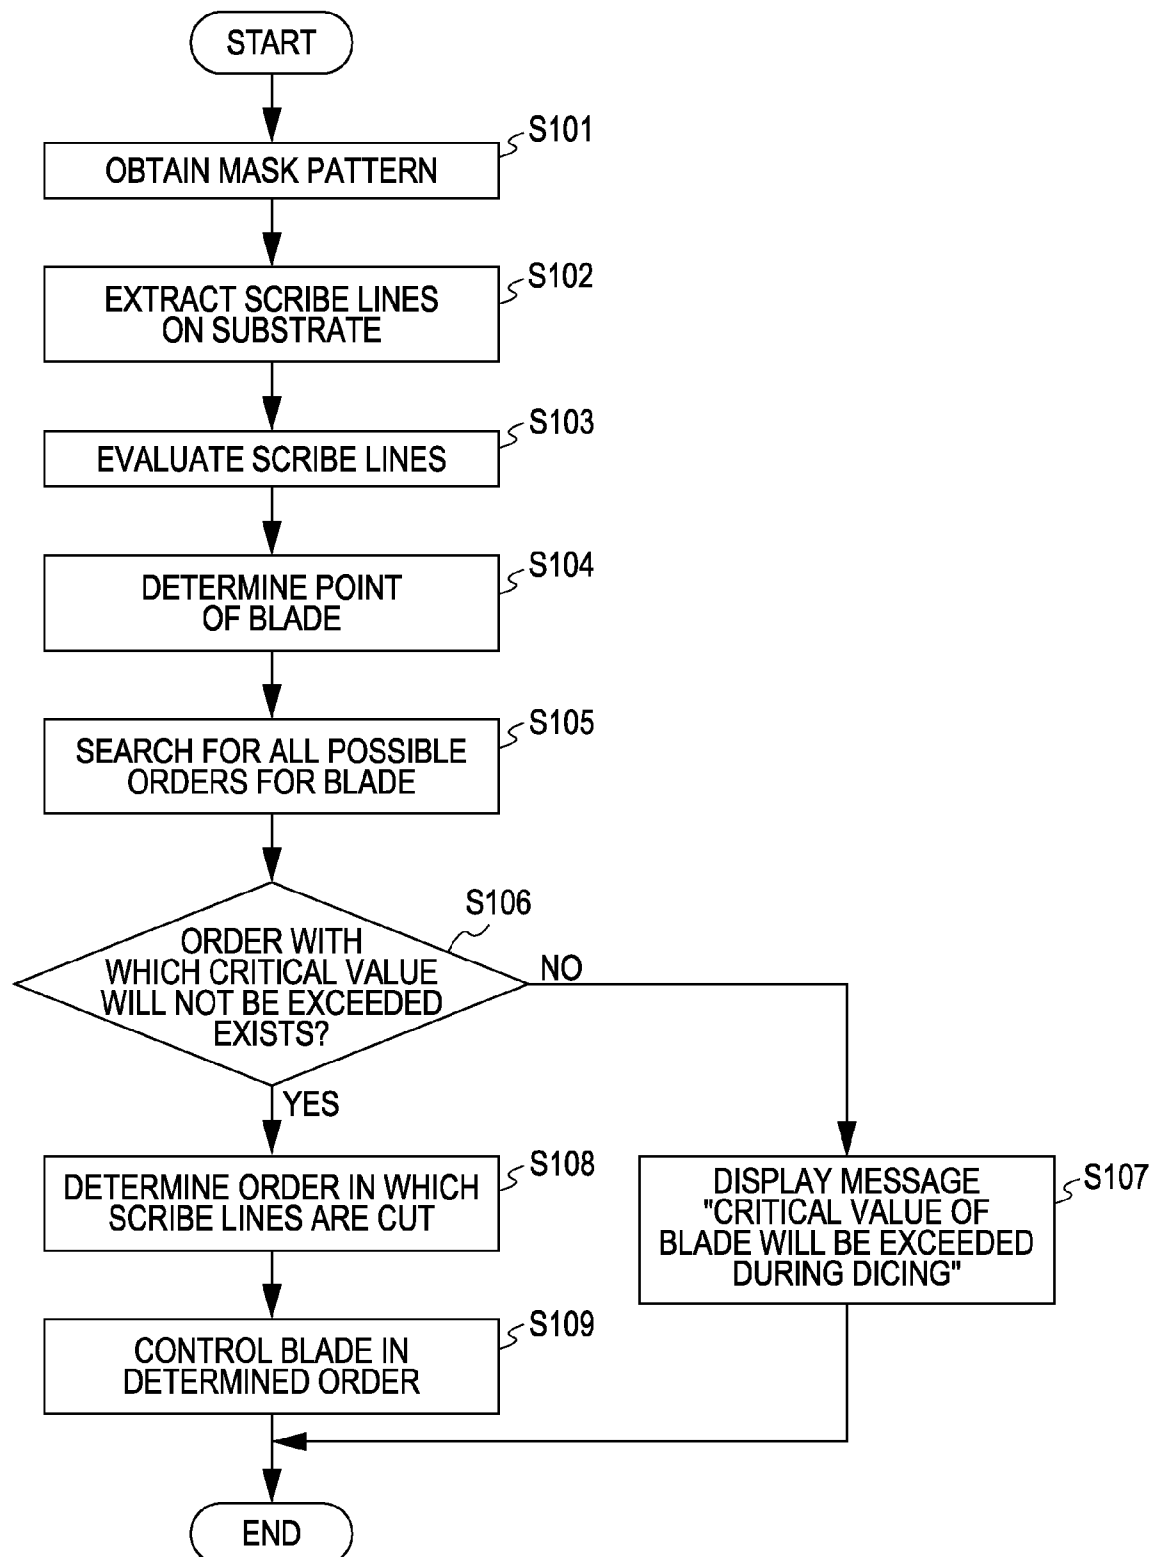 START
S101
OBTAIN MASK PATTERN
S102
EXTRACT SCRIBE LINES
ON SUBSTRATE
S103
EVALUATE SCRIBE LINES
S104
DETERMINE POINT
OF BLADE
S105
SEARCH FOR ALL POSSIBLE
ORDERS FOR BLADE
S106
ORDER WITH
WHICH CRITICAL VALUE
WILL NOT BE EXCEEDED
EXISTS?
NO
YES
S108
DETERMINE ORDER IN WHICH
SCRIBE LINES ARE CUT
S107
DISPLAY MESSAGE
"CRITICAL VALUE OF
BLADE WILL BE EXCEEDED
DURING DICING"
S109
CONTROL BLADE IN
DETERMINED ORDER
END